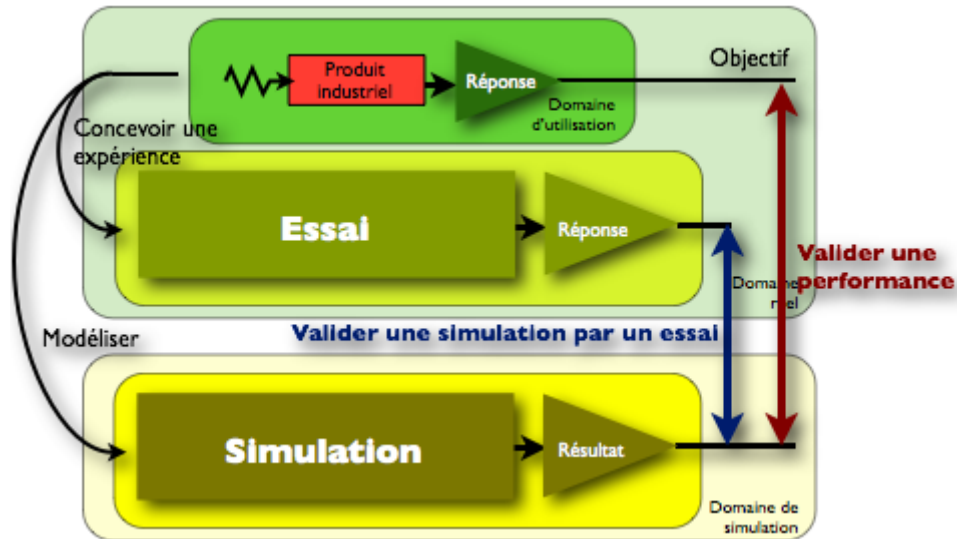 Objectif
Produit
industriel
Réponse
Domaine
d'utilisation
Concevoir une
expérience
Essai
Réponse
Valider une
performance
Domaine
réel
Modéliser
Valider une simulation par un essai
Simulation
Résultat
Domaine de
simulation